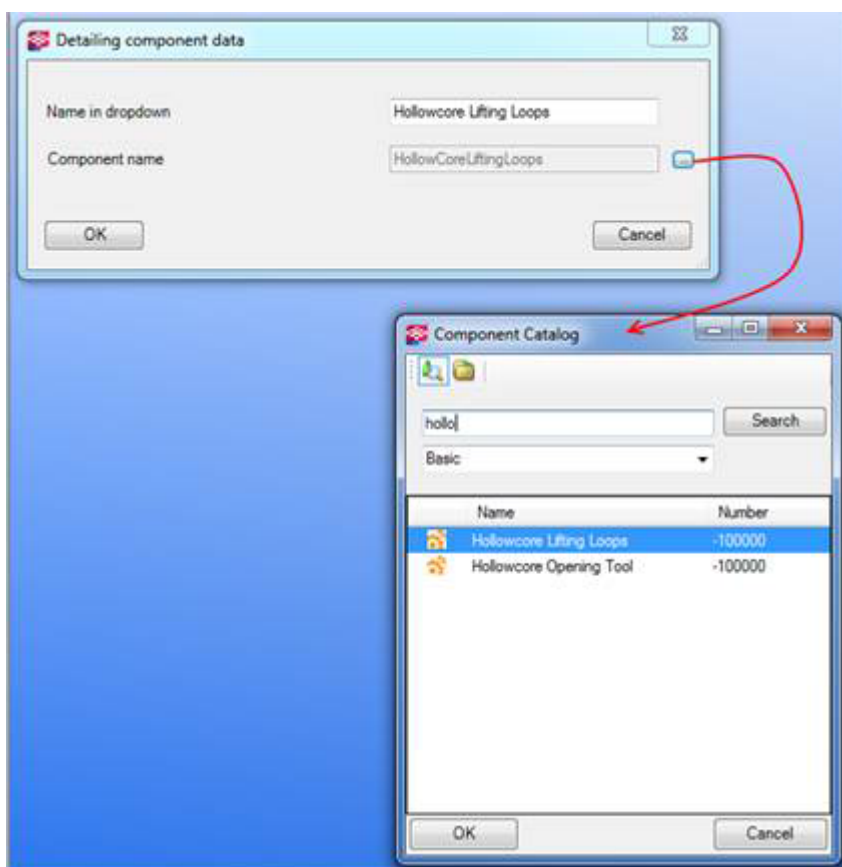 Detailing component data
Name in dropdown Hollowcore Lifting Loops
Component name HollowCoreLiftingLoops ...
OK Cancel
Component Catalog
hollo Search
Basic
Name Number
Hollowcore Lifting Loops -100000
Hollowcore Opening Tool -100000
OK Cancel